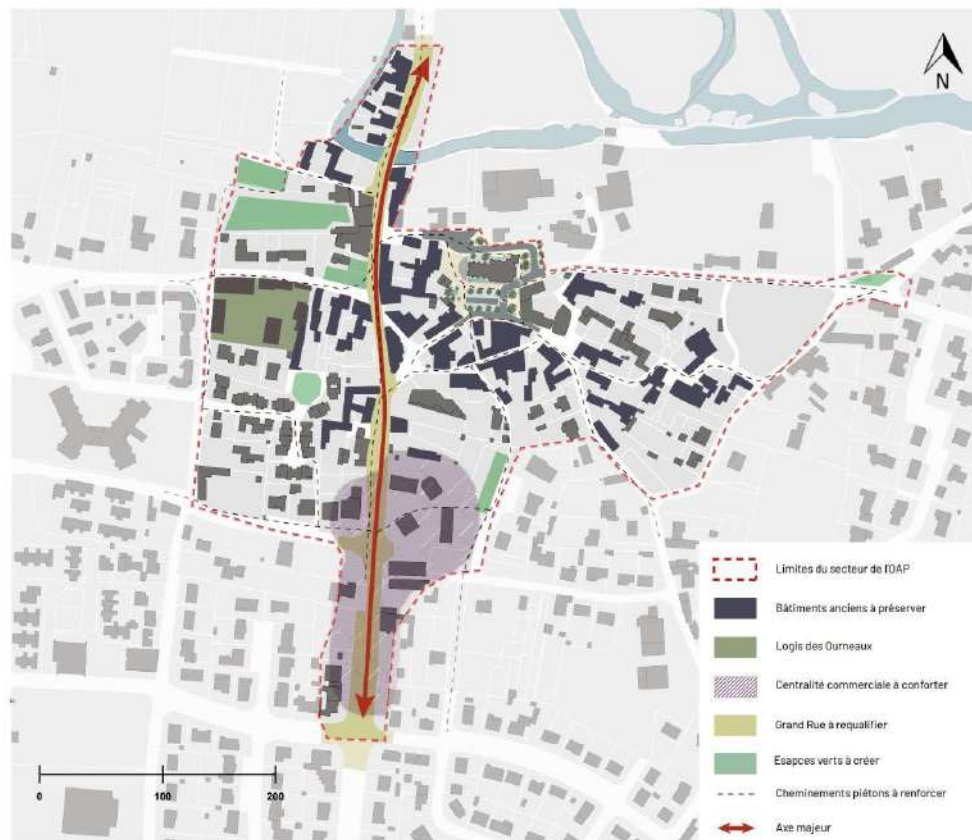 N
Limites du secteur de l'OAP
Bâtiments anciens à préserver
Logis des Ourneaux
Centralité commerciale à conforter
Grand Rue à requalifier
Esapces verts à créer
Cheminements piétons à renforcer
Axe majeur
0 100 200